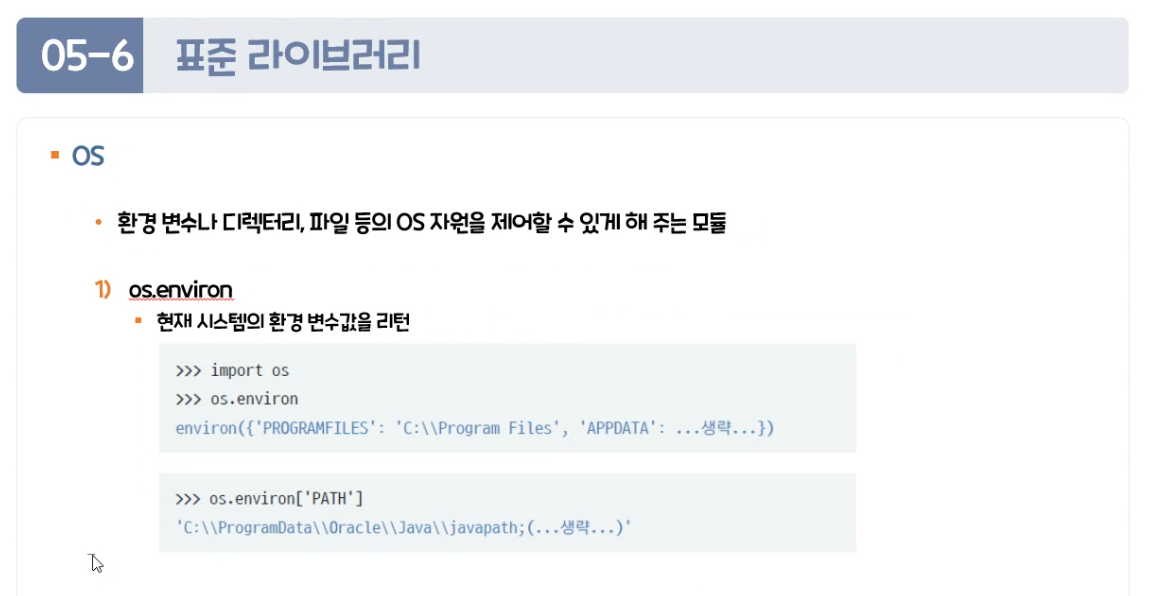 05-6 표준 라이브러리
OS
환경 변수나 디렉터리, 파일 등의 OS 자원을 제어할 수 있게 해 주는 모듈
1) os.environ
현재 시스템의 환경 변수값을 리턴
>>> import os
>>> os.environ
environ({'PROGRAMFILES': 'C:\\Program Files', 'APPDATA': ...생략...})
>>> os.environ['PATH']
'C:\\ProgramData\\Oracle\\Java\\javapath;(...생략...)'